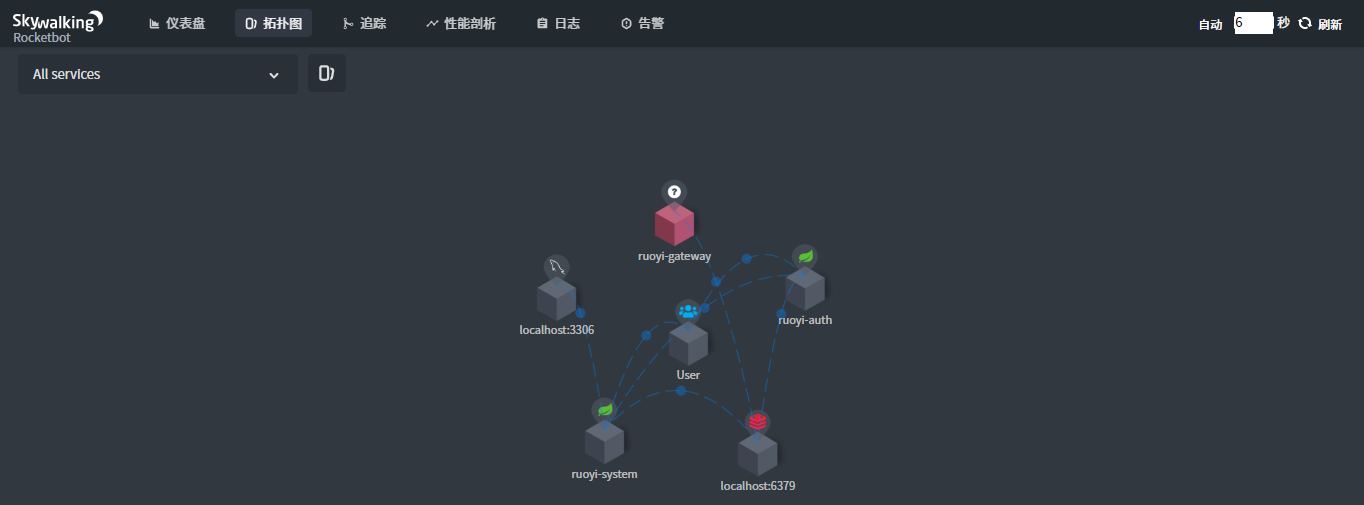 Skywalking
Rocketbot
仪表盘
拓扑图
追踪
性能剖析
日志
告警
自动 6 秒 刷新
All services
?
ruoyi-gateway
ruoyi-auth
localhost:3306
User
ruoyi-system
localhost:6379